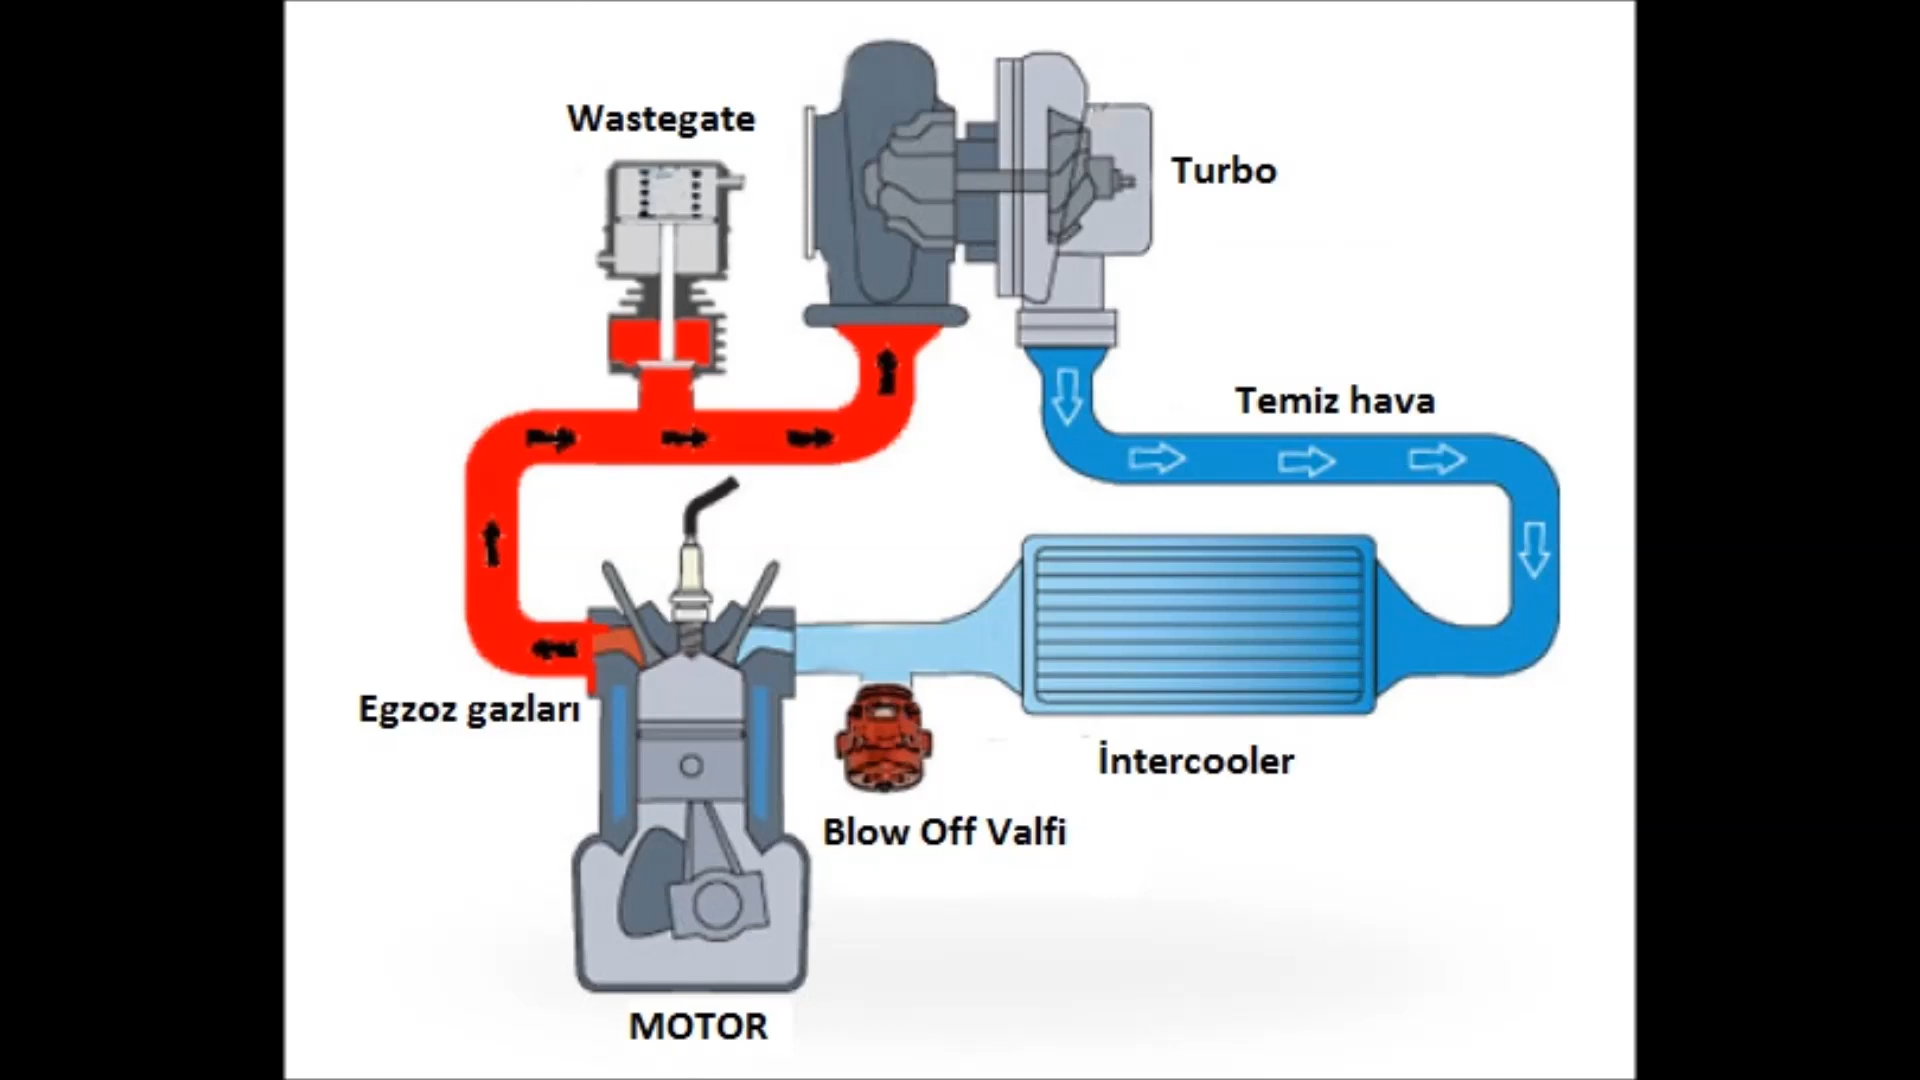 Wastegate
Turbo
Temiz hava
Egzoz gazları
İntercooler
Blow Off Valfi
MOTOR